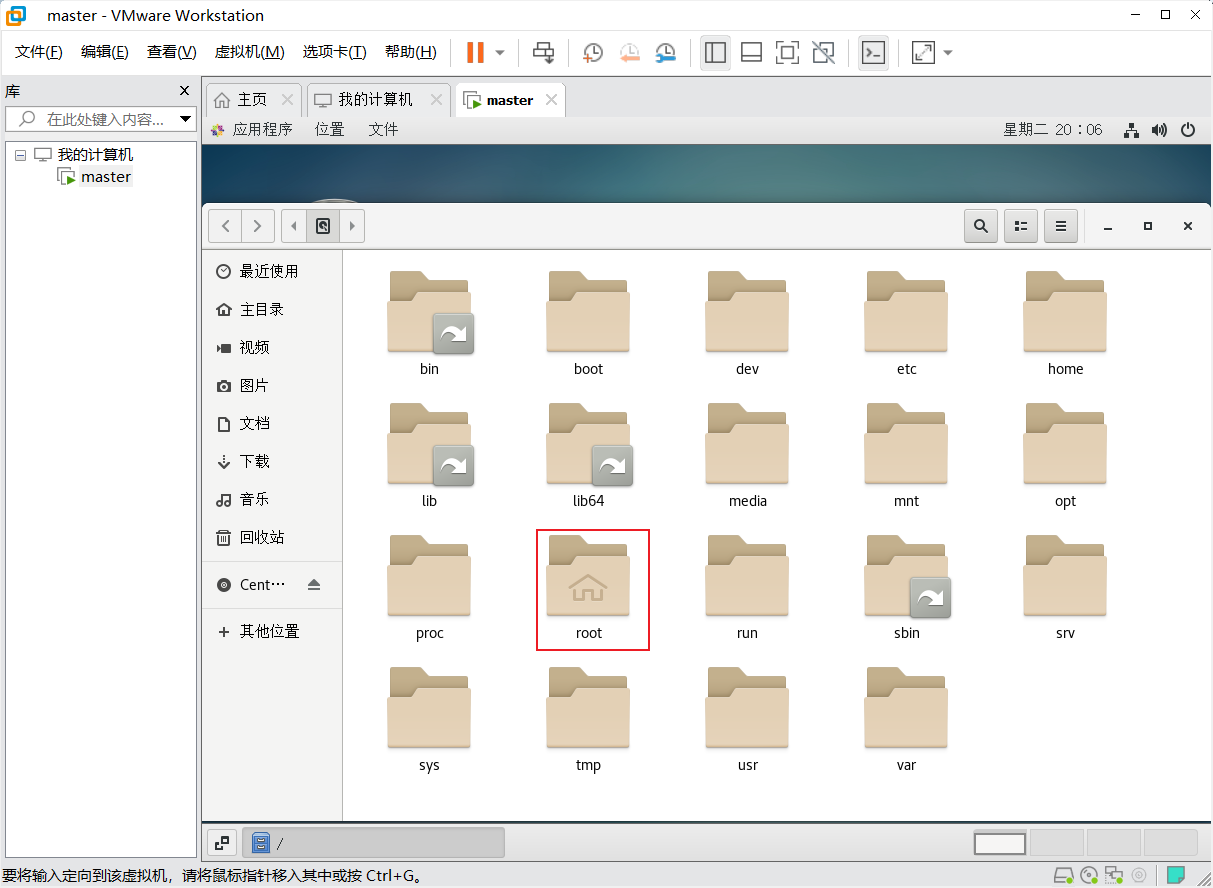 master - VMware Workstation
文件(F) 编辑(E) 查看(V) 虚拟机(M) 选项卡(T) 帮助(H)
库
在此处键入内容...
我的计算机
master
主页 我的计算机 master
应用程序 位置 文件 星期二 20：06
最近使用
主目录
视频
图片
文档
下载
音乐
回收站
Cent…
其他位置
bin boot dev etc home
lib lib64 media mnt opt
proc root run sbin srv
sys tmp usr var
/
要将输入定向到该虚拟机，请将鼠标指针移入其中或按 Ctrl+G。